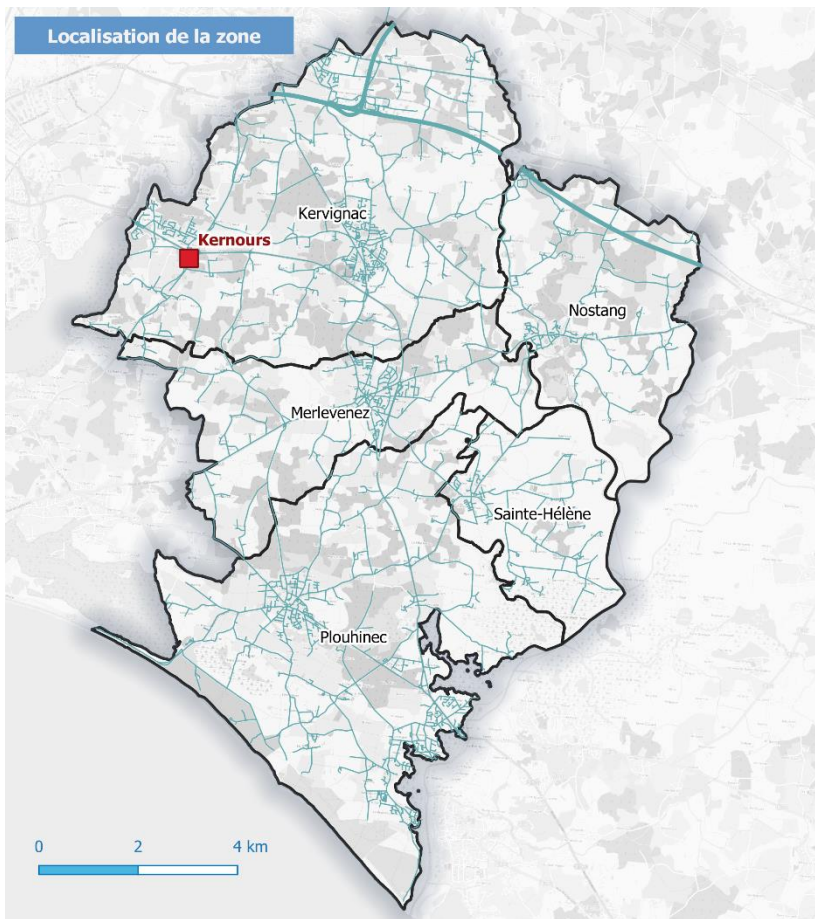 Localisation de la zone
Kervignac
Kernours
Nostang
Merlevenez
Sainte-Hélène
Plouhinec
0 2 4 km